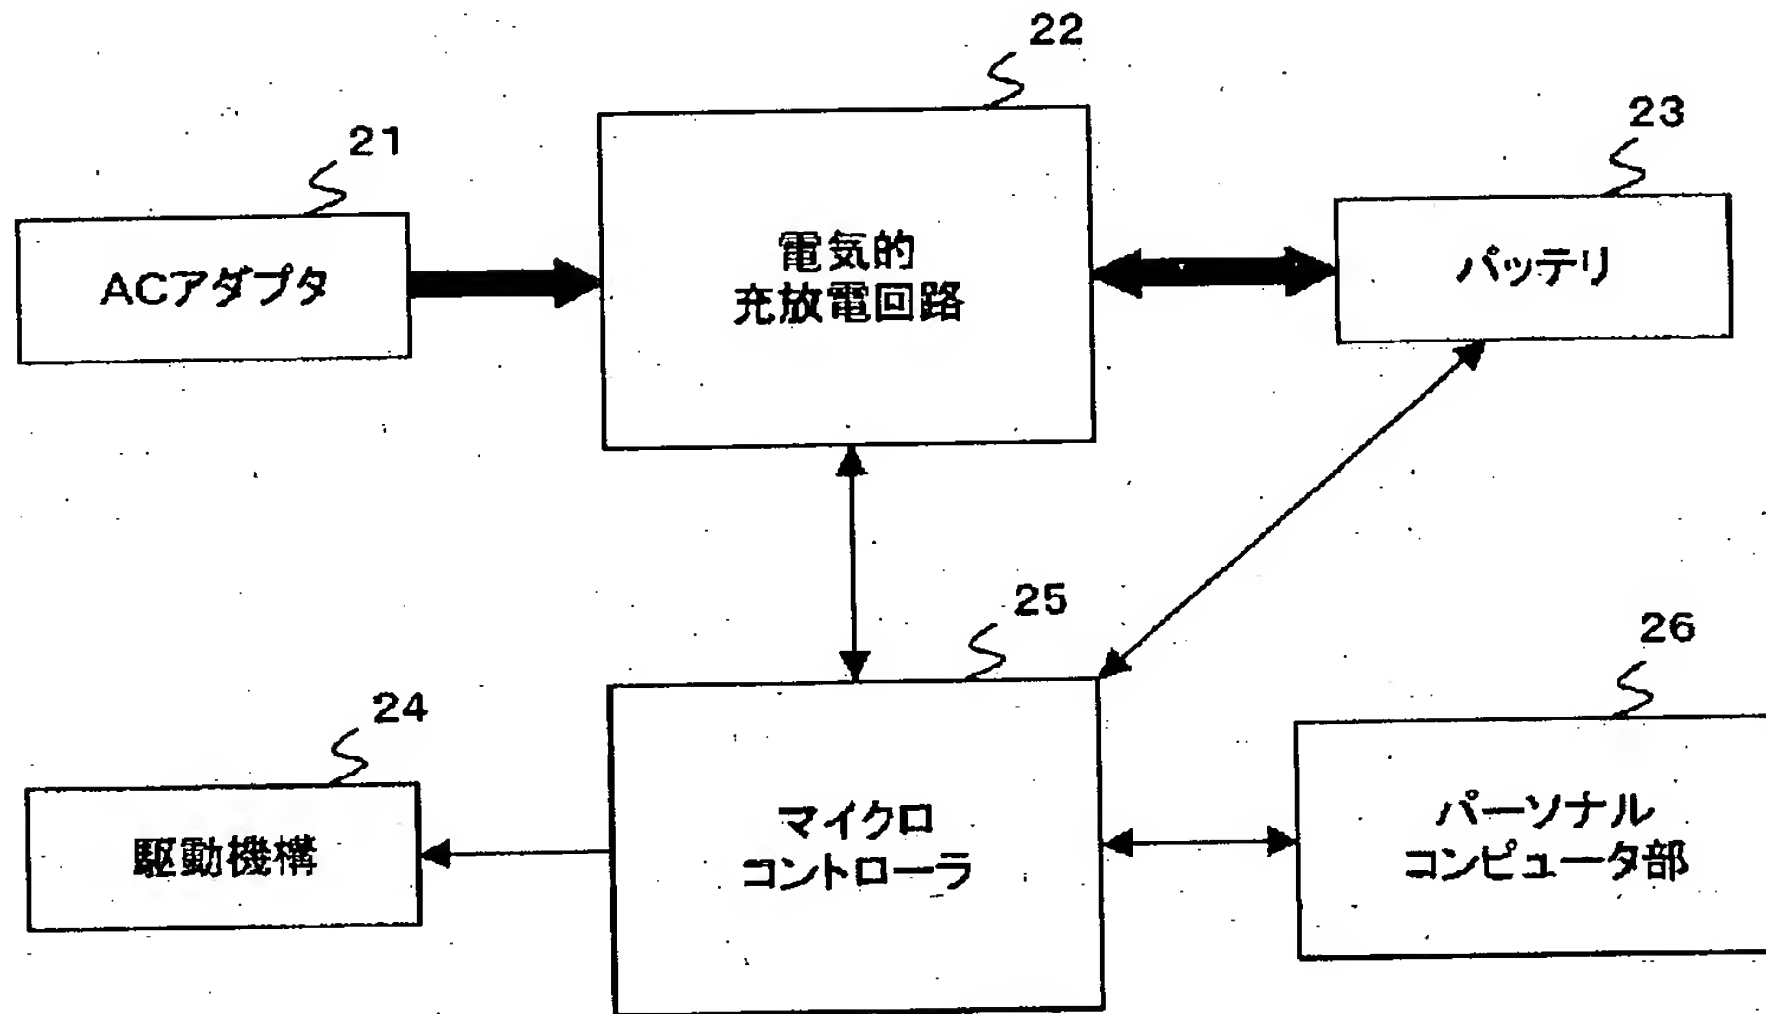 22
21
23
ACアダプタ
電気的
充放電回路
バッテリ
25
26
24
駆動機構
マイクロ
コントローラ
パーソナル
コンピュータ部